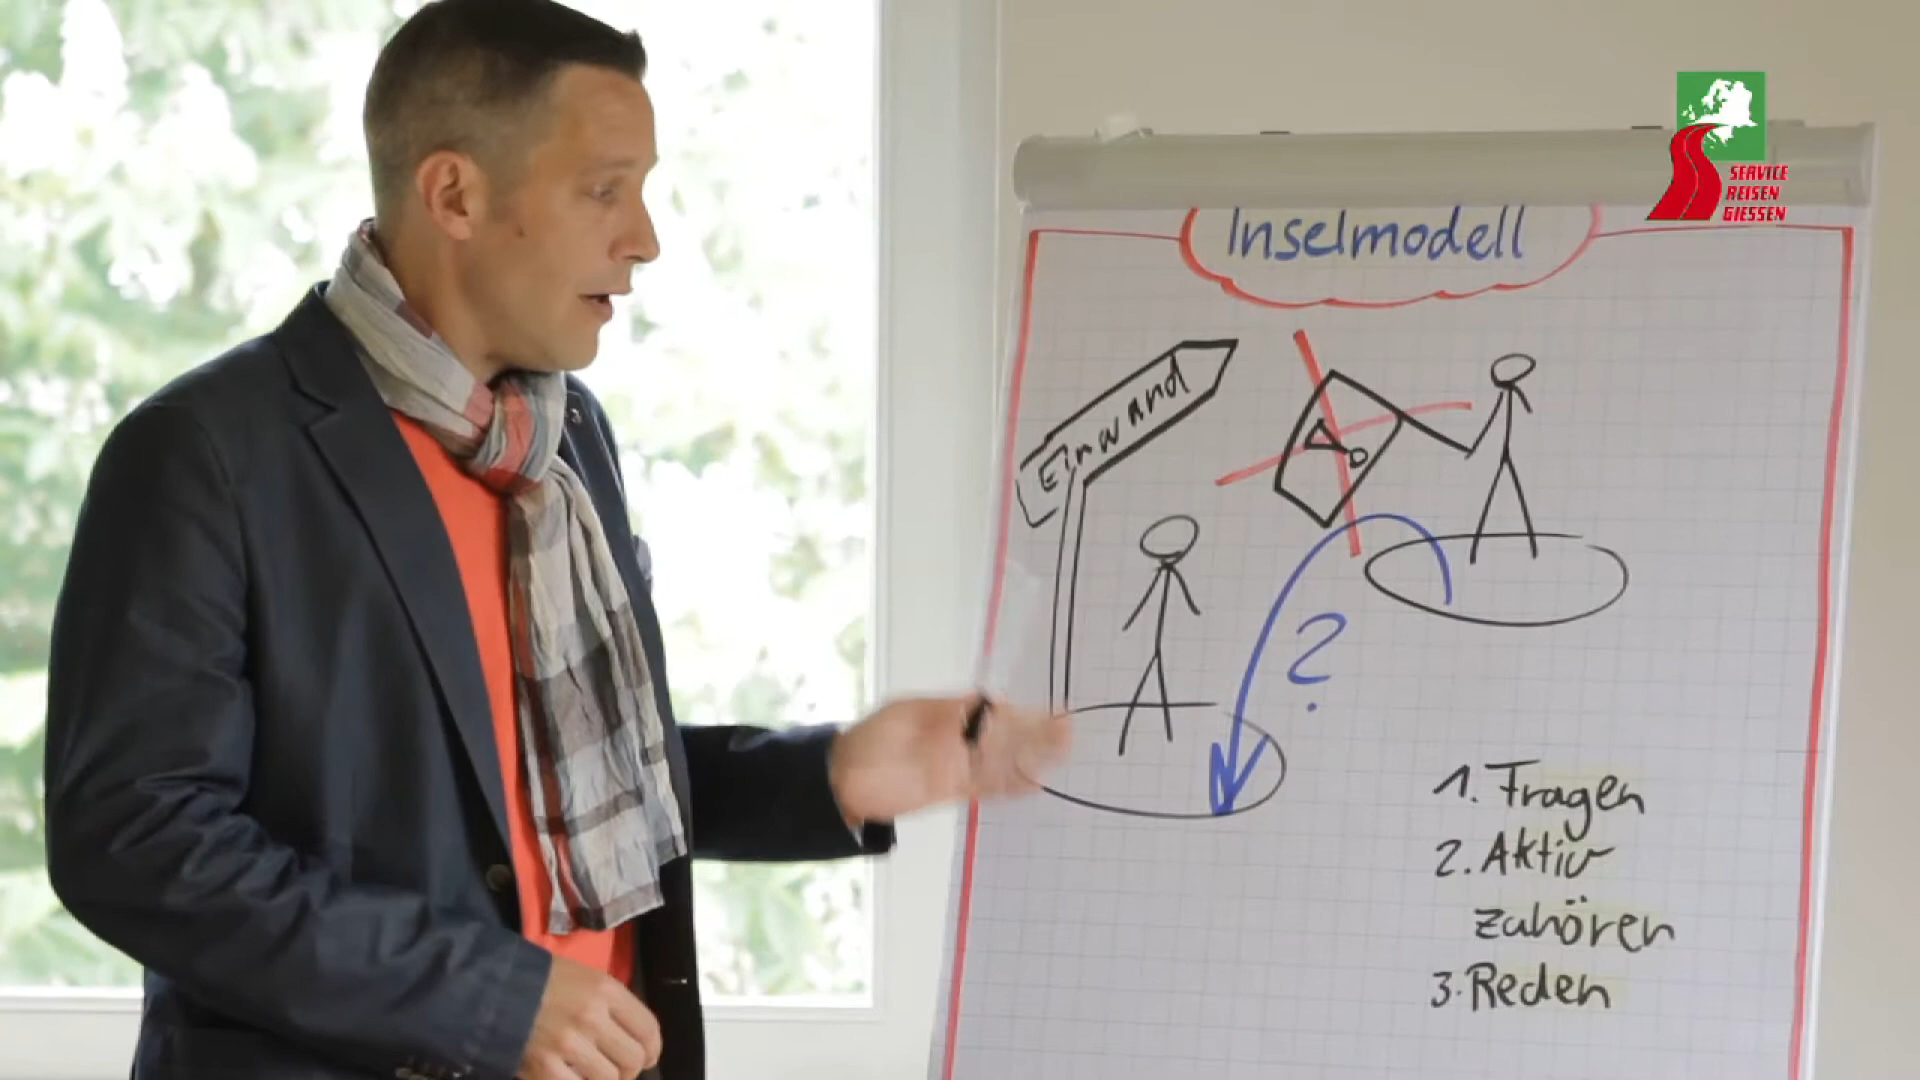 SERVICE
REISEN
GIESSEN
Inselmodell
Einwand
?
1. Fragen
2. Aktiv
zuhören
3. Reden